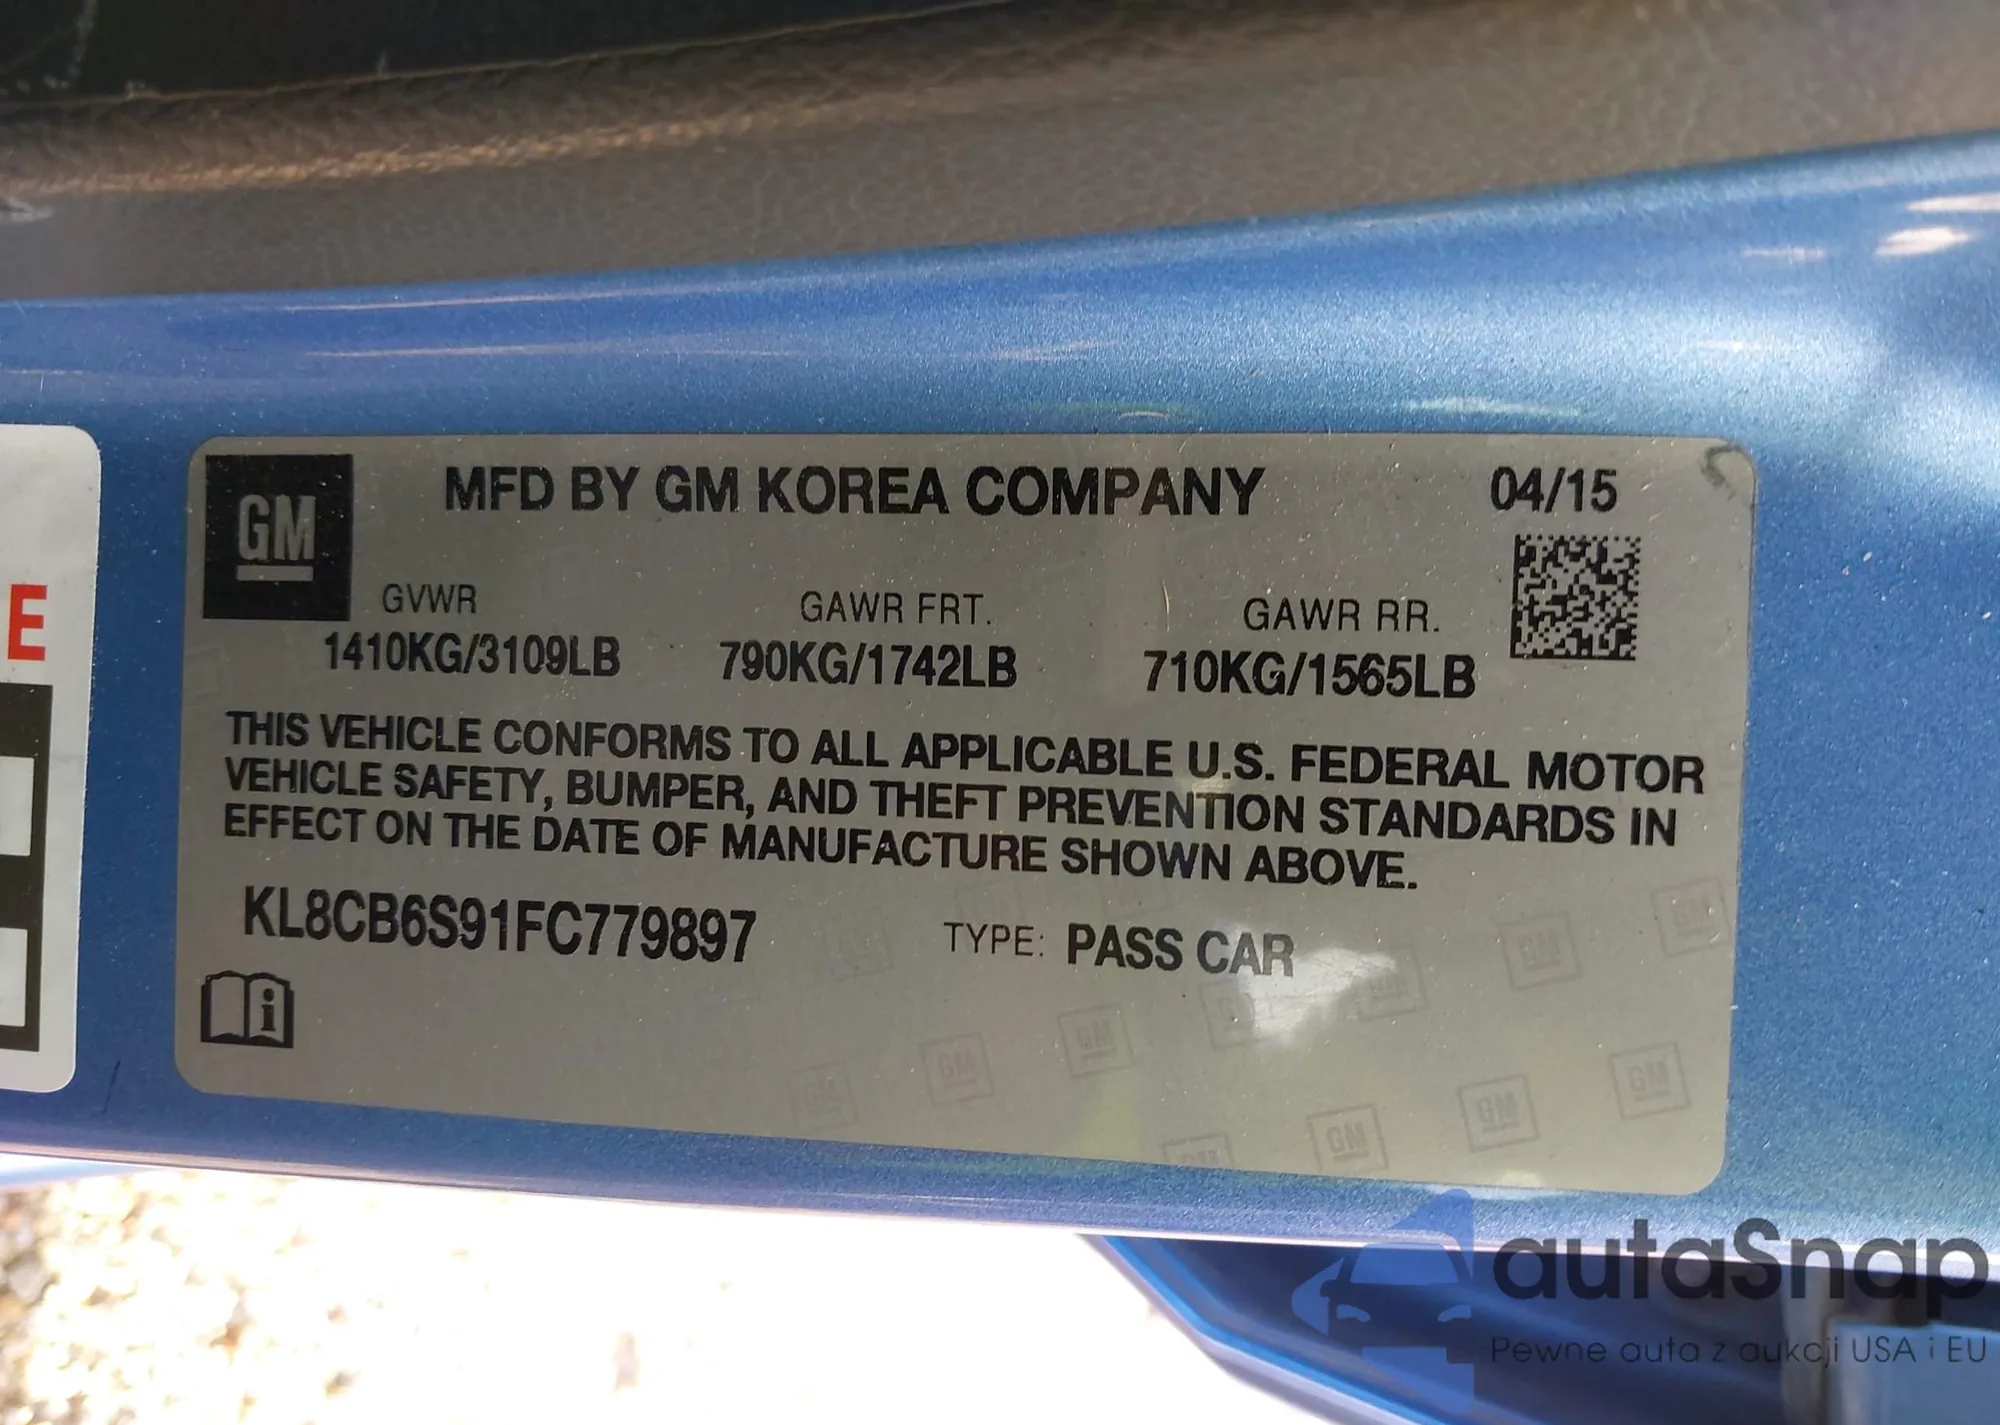 MFD BY GM KOREA COMPANY 04/15
GM
GVWR GAWR FRT. GAWR RR.
1410KG/3109LB 790KG/1742LB 710KG/1565LB
THIS VEHICLE CONFORMS TO ALL APPLICABLE U.S. FEDERAL MOTOR
VEHICLE SAFETY, BUMPER, AND THEFT PREVENTION STANDARDS IN
EFFECT ON THE DATE OF MANUFACTURE SHOWN ABOVE.
KL8CB6S91FC779897 TYPE: PASS CAR
E
autaSnap
Pewne auta z aukcji USA i EU